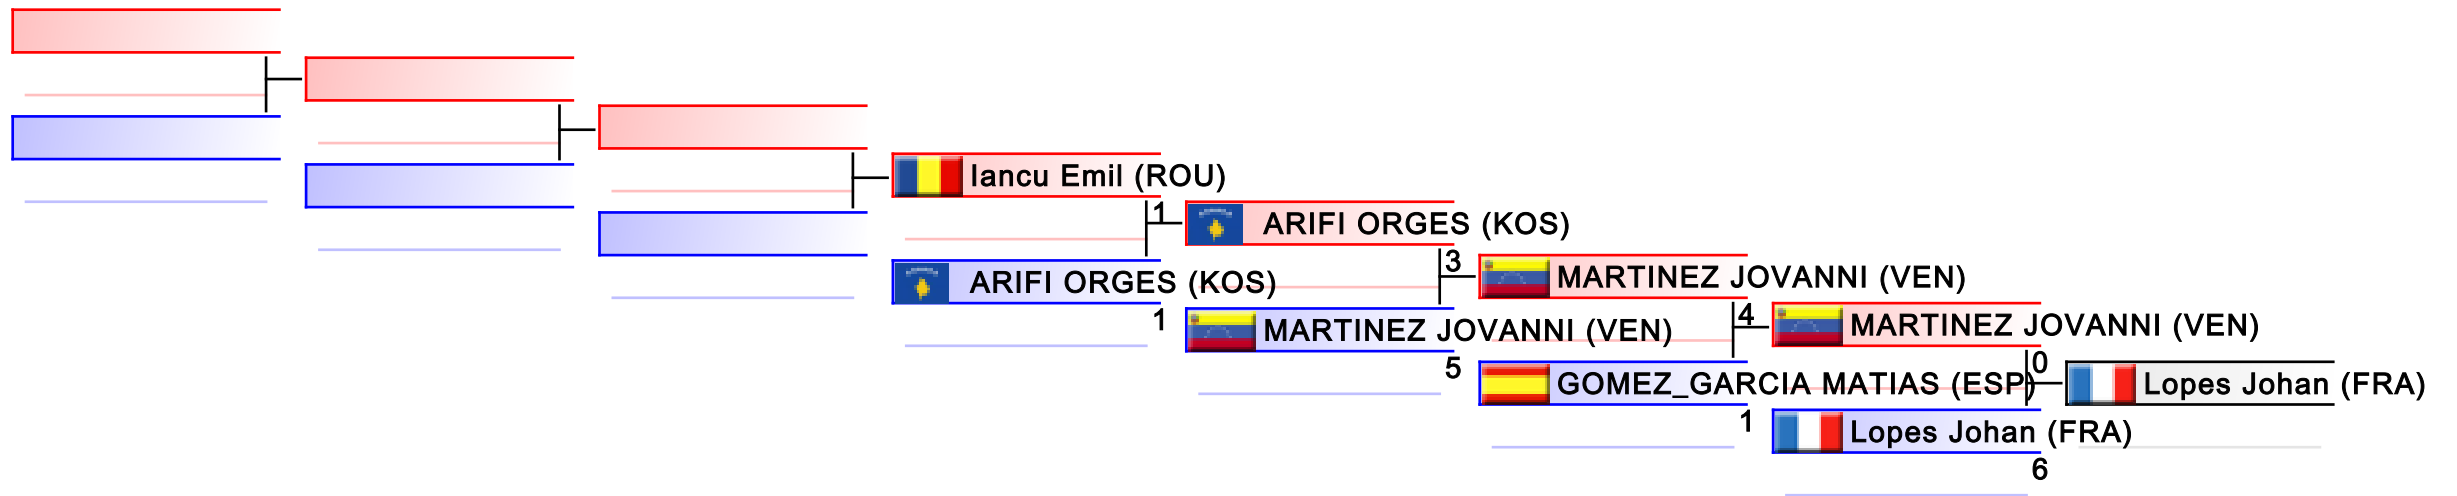 Iancu Emil (ROU)
1
ARIFI ORGES (KOS)
ARIFI ORGES (KOS)
1
3
MARTINEZ JOVANNI (VEN)
MARTINEZ JOVANNI (VEN)
5
4
MARTINEZ JOVANNI (VEN)
GOMEZ_GARCIA MATIAS (ESP)
1
0
Lopes Johan (FRA)
Lopes Johan (FRA)
6